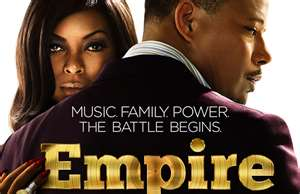 MUSIC. FAMILY. POWER.
THE BATTLE BEGINS.
Empire